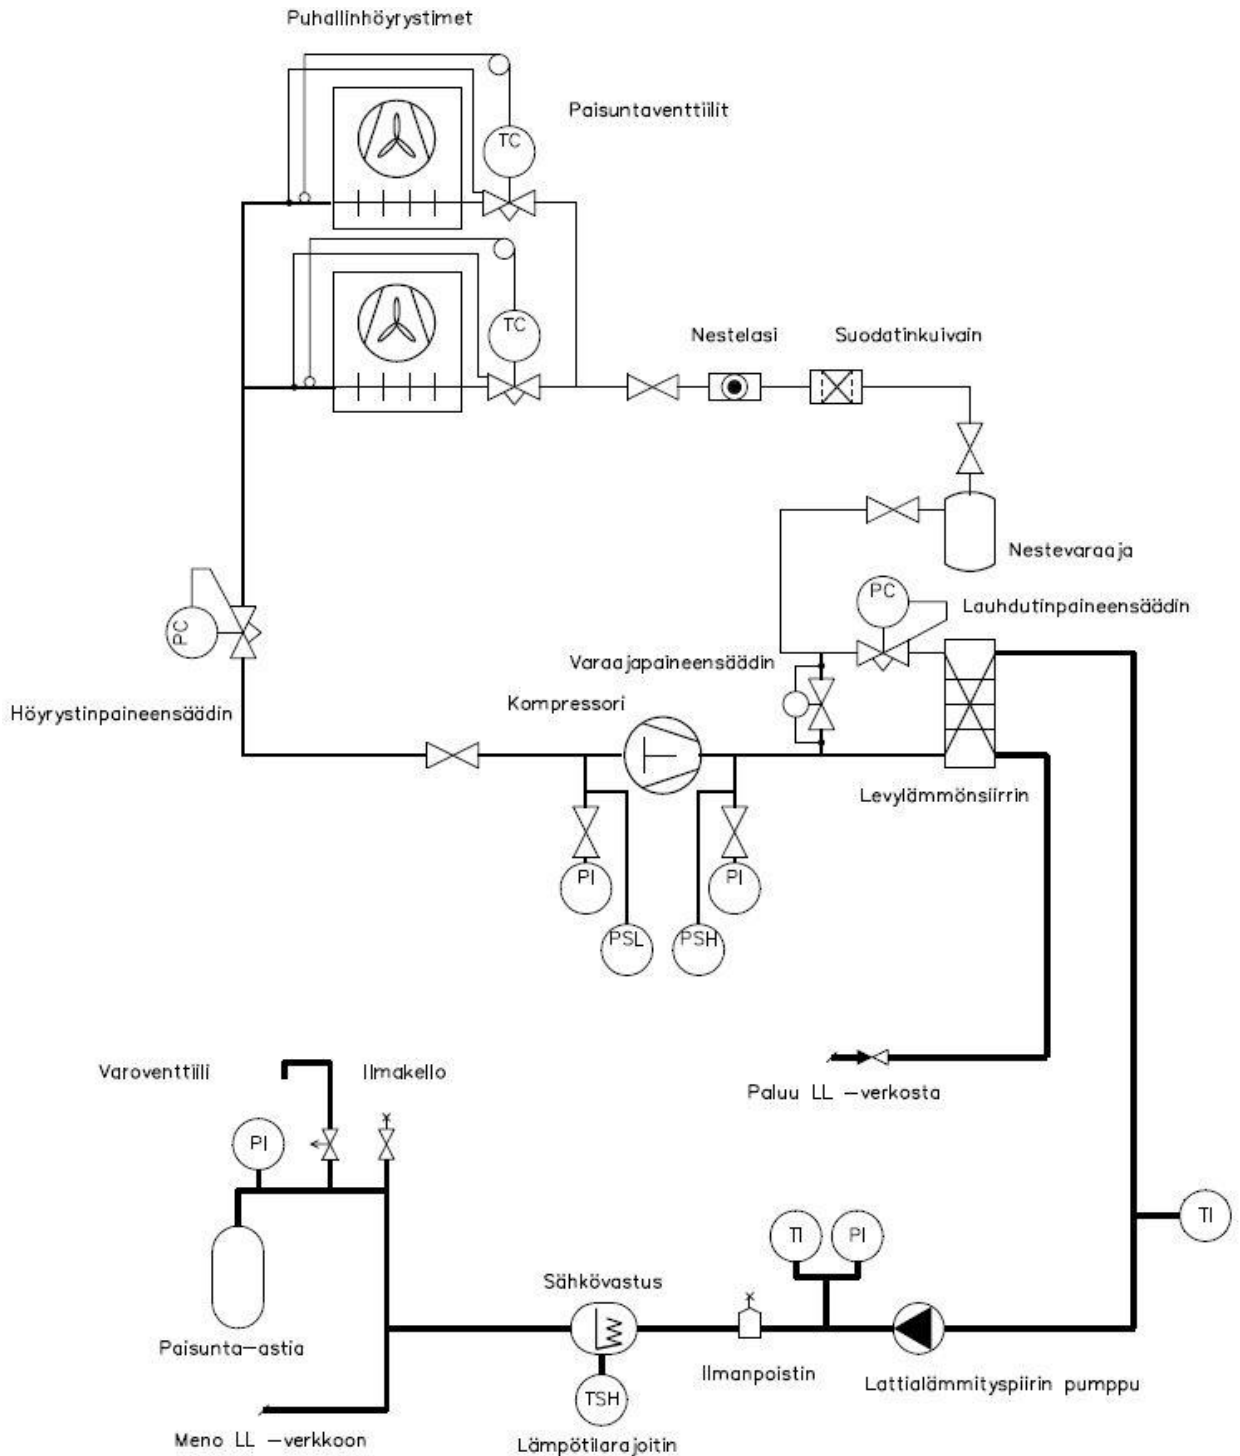 Puhallinhöyrystimet
Paisuntaventtiilit
TC
TC
Nestelasi
Suodatinkuivain
Nestevaraaja
PC
Lauhdutinpaineensäädin
PC
Varaajapaineensäädin
Kompressori
Höyrystinpaineensäädin
Levylämmönsiirrin
PI
PI
PSL
PSH
Varoventtiili
Ilmakello
Paluu LL -verkosta
PI
TI
TI
PI
Sähkövastus
Paisunta-astia
Ilmanpoistin
Lattialämmityspiirin pumppu
TSH
Meno LL -verkkoon
Lämpötilarajoitin